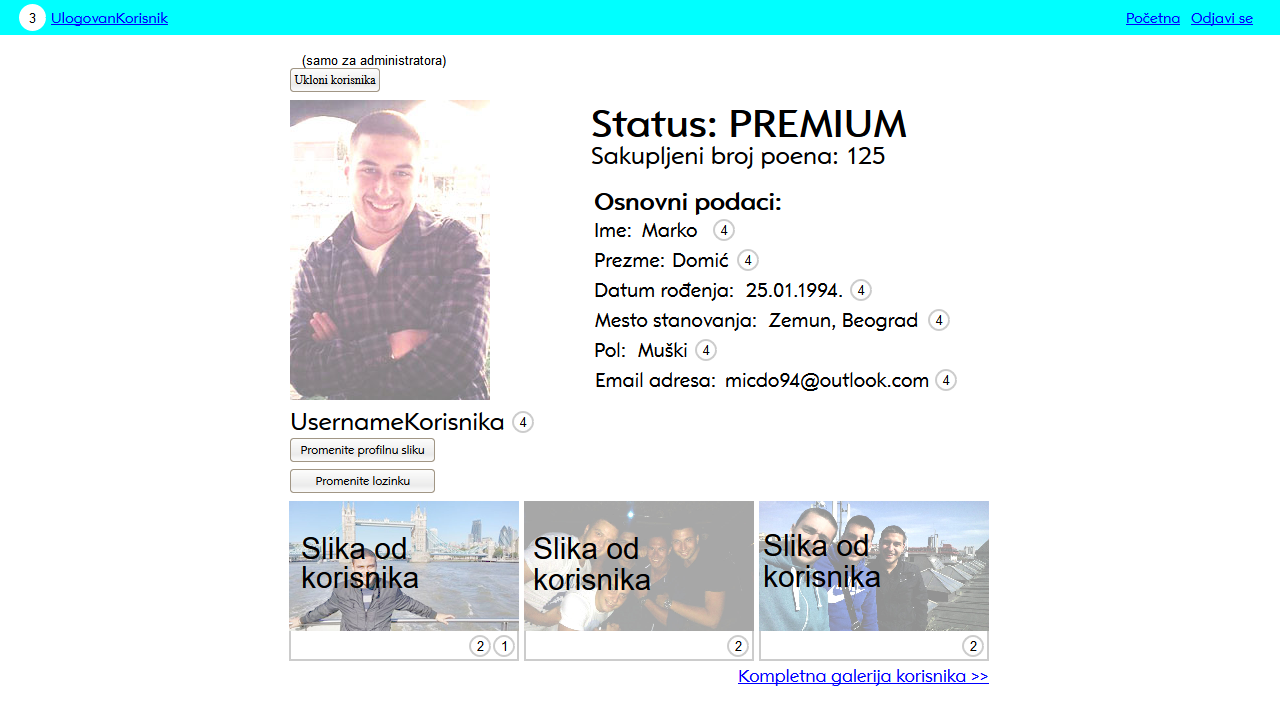 3 UlogovanKorisnik Početna Odjavi se
(samo za administratora)
Ukloni korisnika
Status: PREMIUM
Sakupljeni broj poena: 125
Osnovni podaci:
Ime: Marko 4
Prezme: Domić 4
Datum rođenja: 25.01.1994. 4
Mesto stanovanja: Zemun, Beograd 4
Pol: Muški 4
Email adresa: micdo94@outlook.com 4
UsernameKorisnika 4
Promenite profilnu sliku
Promenite lozinku
Slika od
korisnika
2 1
Slika od
korisnika
2
Slika od
korisnika
2
Kompletna galerija korisnika >>